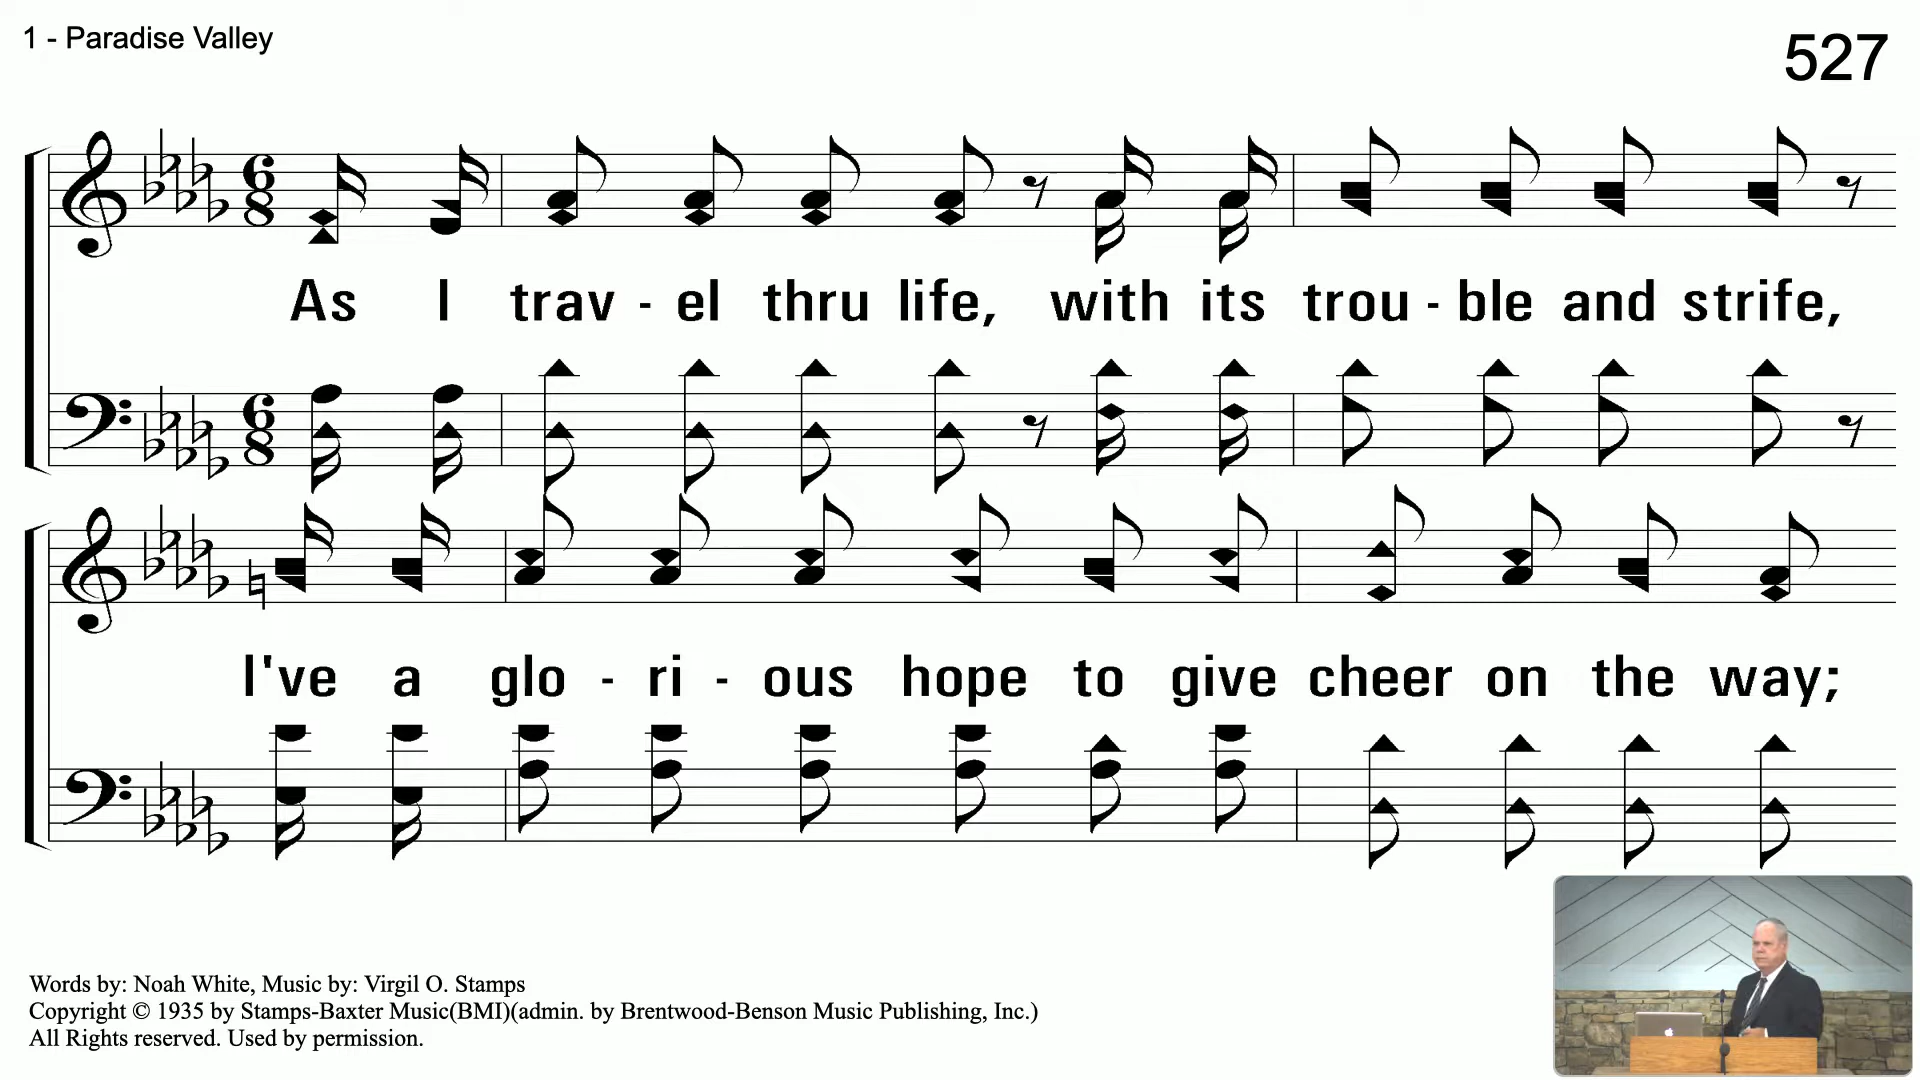 1 - Paradise Valley
527
As I trav - el thru life, with its trou - ble and strife,
I've a glo - ri - ous hope to give cheer on the way;
Words by: Noah White, Music by: Virgil O. Stamps
Copyright © 1935 by Stamps-Baxter Music(BMI)(admin. by Brentwood-Benson Music Publishing, Inc.)
All Rights reserved. Used by permission.